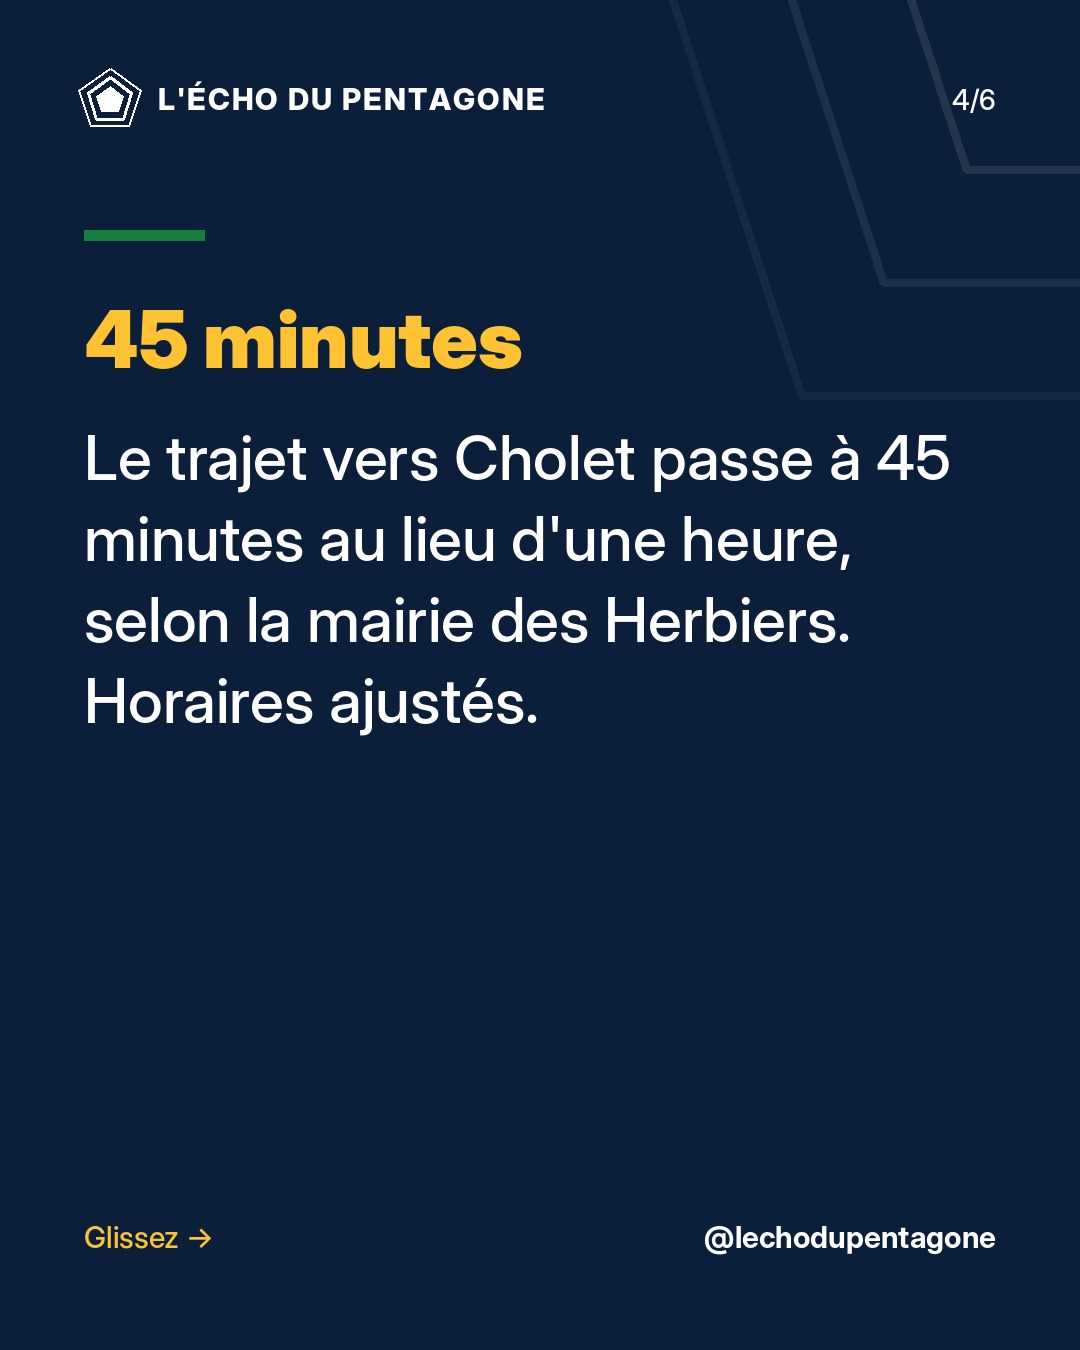 L'ÉCHO DU PENTAGONE
4/6
45 minutes
Le trajet vers Cholet passe à 45
minutes au lieu d'une heure,
selon la mairie des Herbiers.
Horaires ajustés.
Glissez →
@lechodupentagone